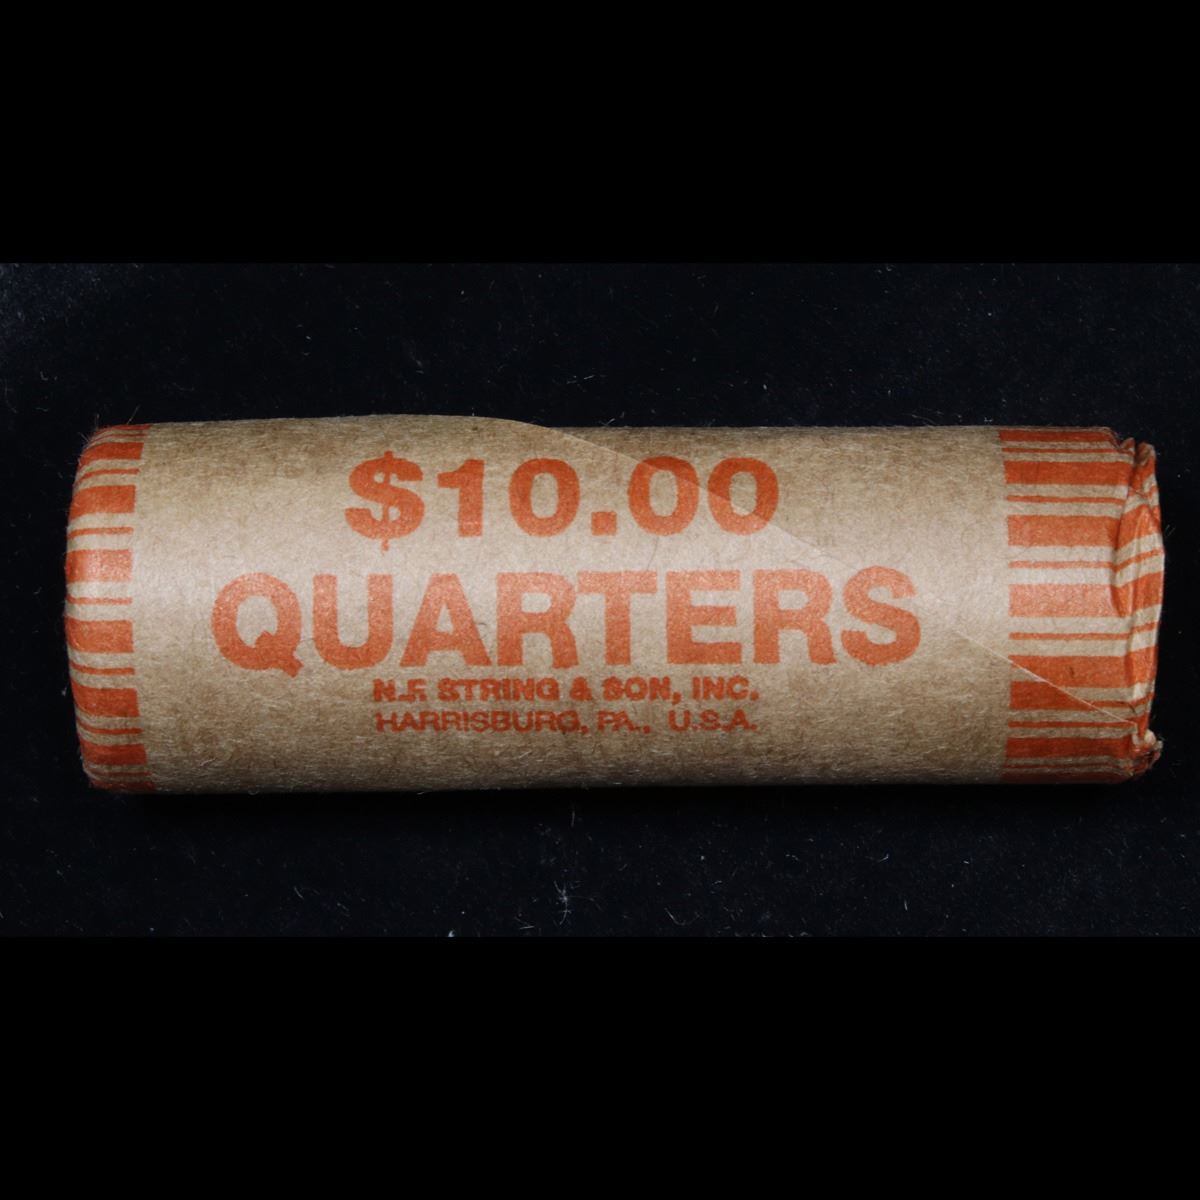 $10.00
QUARTERS
N.F. STRING & SON, INC.
HARRISBURG, PA., U.S.A.